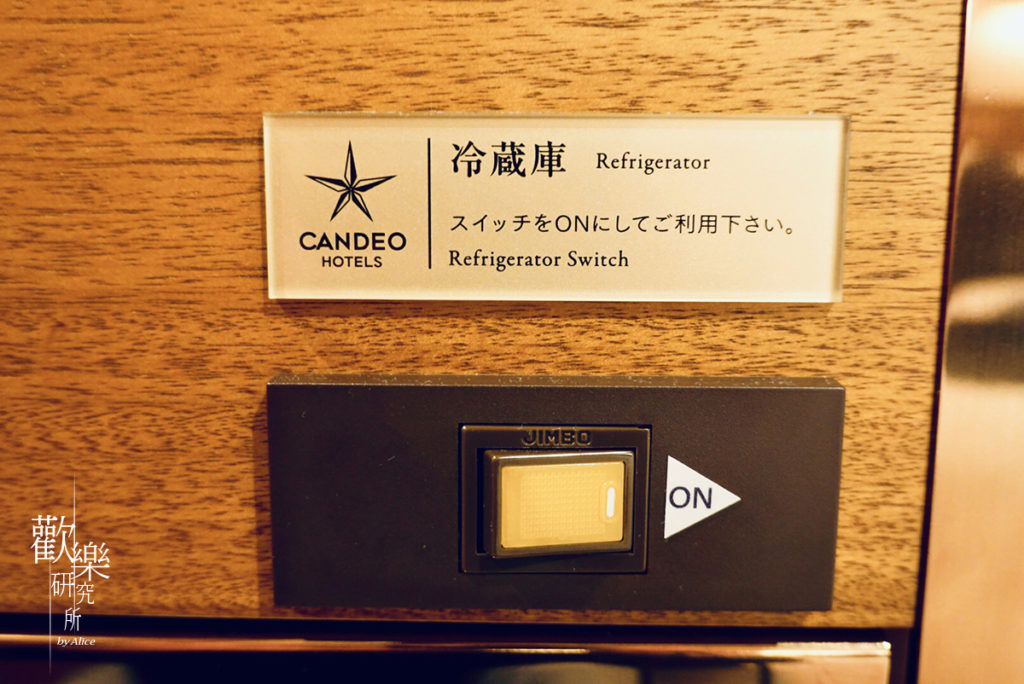 冷蔵庫 Refrigerator
スイッチをONにしてご利用下さい。
Refrigerator Switch
CANDEO
HOTELS
JIMBO
ON
歡樂
研究所
by Alice